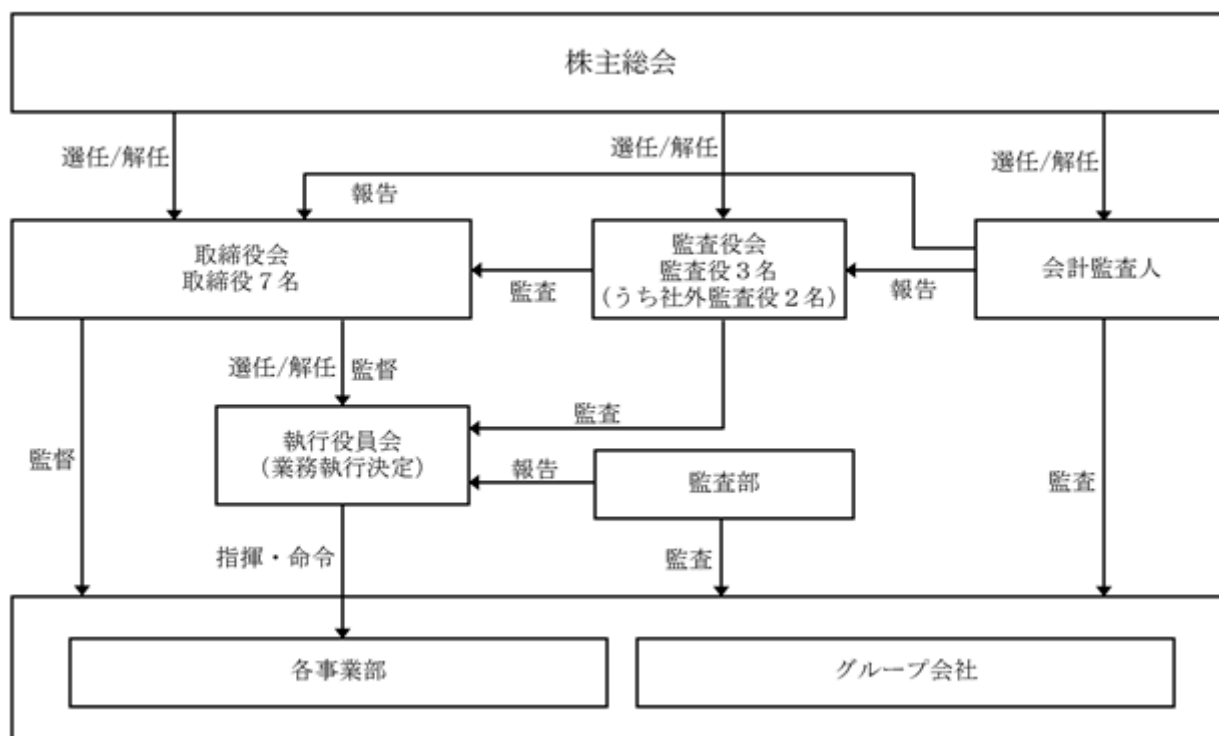 株主総会
選任/解任
選任/解任
選任/解任
報告
取締役会
取締役７名
監査
監査役会
監査役３名
（うち社外監査役２名）
報告
会計監査人
選任/解任
監督
監査
執行役員会
（業務執行決定）
報告
監査部
監督
監査
指揮・命令
監査
各事業部
グループ会社